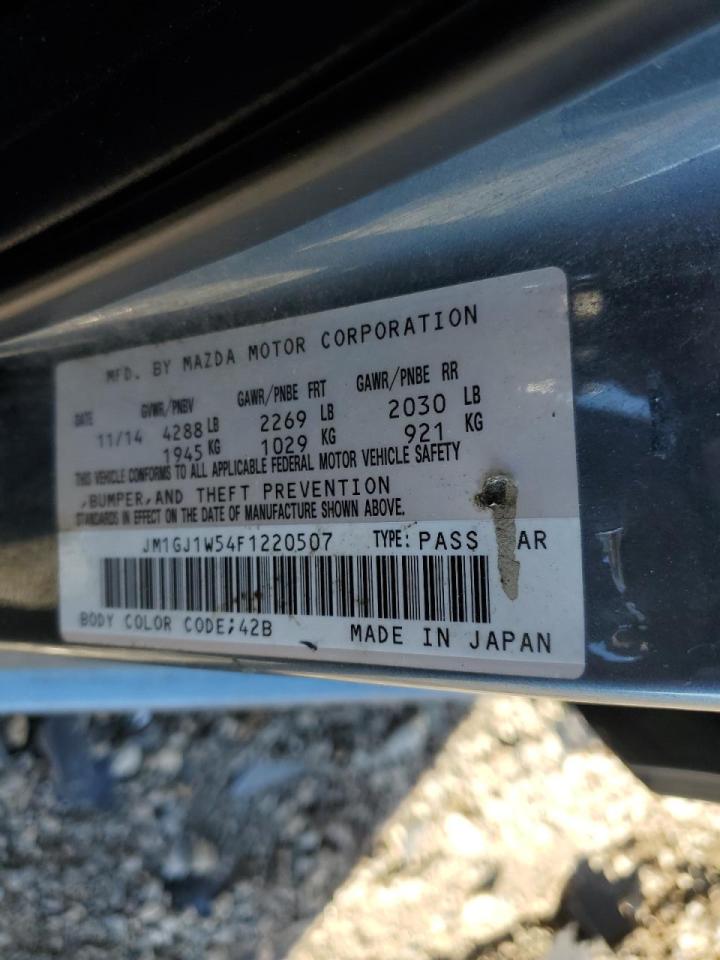 MFD. BY MAZDA MOTOR CORPORATION
DATE GVWR/PNBV GAWR/PNBE FRT GAWR/PNBE RR
11/14 4288 LB 2269 LB 2030 LB
1945 KG 1029 KG 921 KG
THIS VEHICLE CONFORMS TO ALL APPLICABLE FEDERAL MOTOR VEHICLE SAFETY
,BUMPER,AND THEFT PREVENTION
STANDARDS IN EFFECT ON THE DATE OF MANUFACTURE SHOWN ABOVE.
JM1GJ1W54F1220507 TYPE: PASS AR
BODY COLOR CODE;42B MADE IN JAPAN